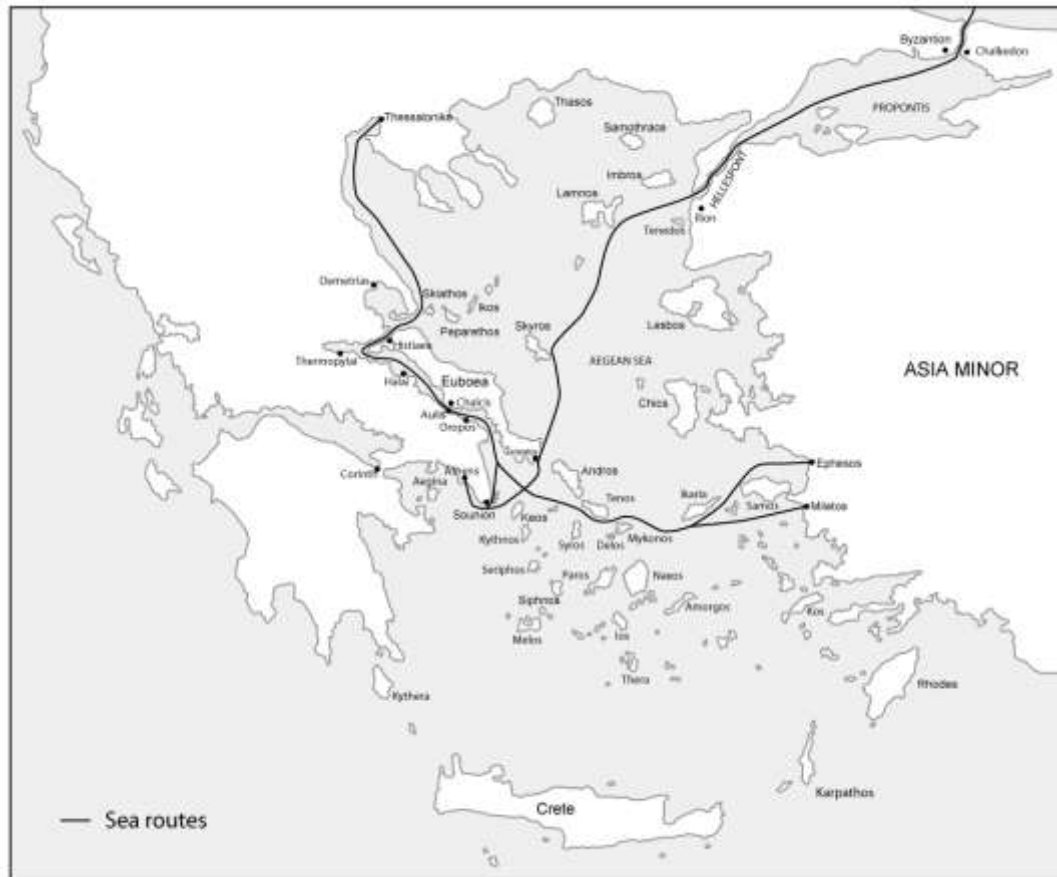 Byzantion
Chalkedon
PROPONTIS
Thasos
Thessalonike
Samothrace
Imbros
HELLESPONT
Lamnos
Ilion
Tenedos
Demetrias
Skiathos
Ikos
Peparethos
Lesbos
Skyros
Histiaea
AEGEAN SEA
Thermopylai
ASIA MINOR
Halai
Euboea
Chios
Chalcis
Aulis
Oropos
Corinth
Athens
Aegina
Andros
Ephesos
Ikaria
Samos
Tenos
Miletos
Sounion
Keos
Kythnos
Syros
Delos
Mykonos
Seriphos
Paros
Naxos
Siphnos
Amorgos
Kos
Melos
Ios
Thera
Rhodes
Kythera
Karpathos
Crete
Sea routes